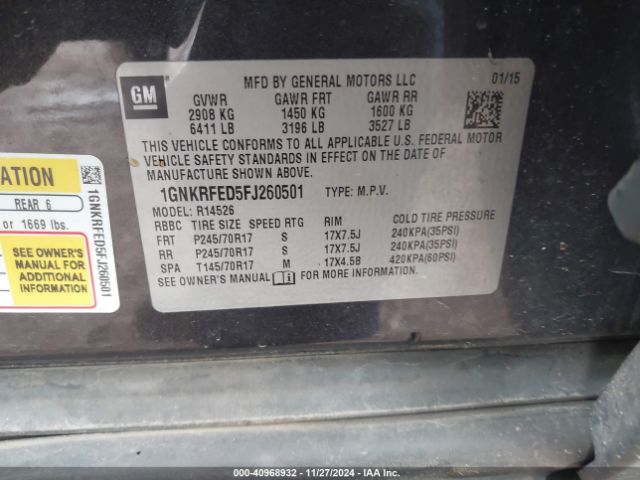 GM
MFD BY GENERAL MOTORS LLC 01/15
GVWR GAWR FRT GAWR RR
2908 KG 1450 KG 1600 KG
6411 LB 3196 LB 3527 LB
THIS VEHICLE CONFORMS TO ALL APPLICABLE U.S. FEDERAL MOTOR
VEHICLE SAFETY STANDARDS IN EFFECT ON THE DATE OF
MANUFACTURE SHOWN ABOVE.
1GNKRFED5FJ260501 TYPE: M.P.V.
MODEL: R14526
RBBC TIRE SIZE SPEED RTG RIM COLD TIRE PRESSURE
FRT P245/70R17 S 17X7.5J 240KPA(35PSI)
RR P245/70R17 S 17X7.5J 240KPA(35PSI)
SPA T145/70R17 M 17X4.5B 420KPA(60PSI)
SEE OWNER'S MANUAL FOR MORE INFORMATION.
ATION
REAR 6
or 1669 lbs.
SEE OWNER'S
MANUAL FOR
ADDITIONAL
INFORMATION
1GNKRFED5FJ260501
00-40968932 - 11/27/2024 - IAAI.com